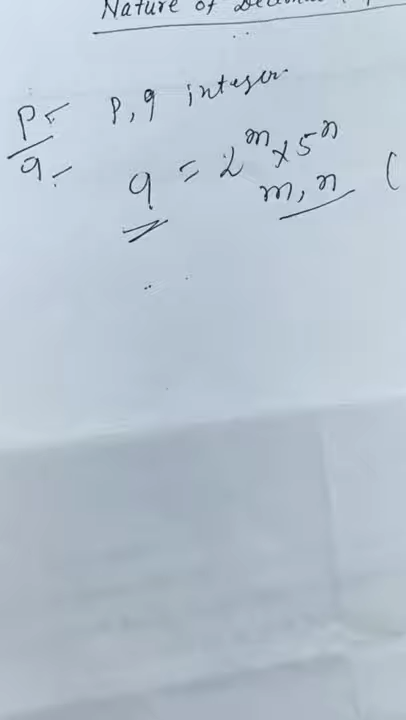 Nature of
p/q p, q integer
q = 2^m × 5^n
m, n (